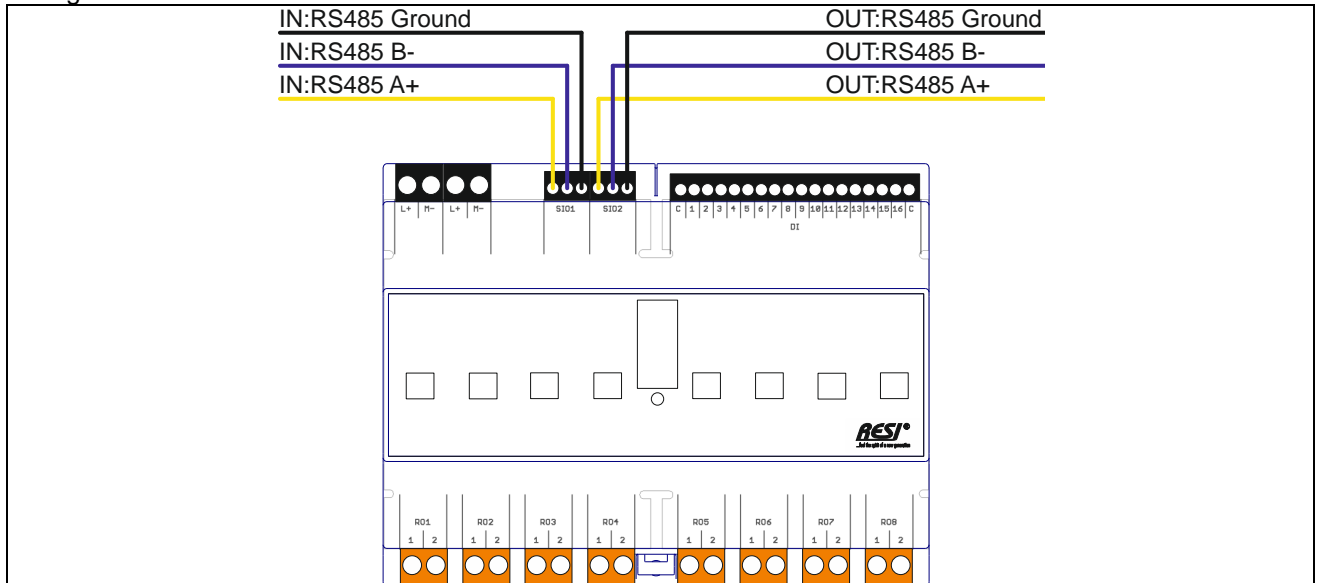 IN:RS485 Ground OUT:RS485 Ground
IN:RS485 B- OUT:RS485 B-
IN:RS485 A+ OUT:RS485 A+
L+ M- L+ M- SIO1 SIO2 C 1 2 3 4 5 6 7 8 9 10 11 12 13 14 15 16 C
DI
RESI®
RO1 RO2 RO3 RO4 RO5 RO6 RO7 RO8
1 2 1 2 1 2 1 2 1 2 1 2 1 2 1 2